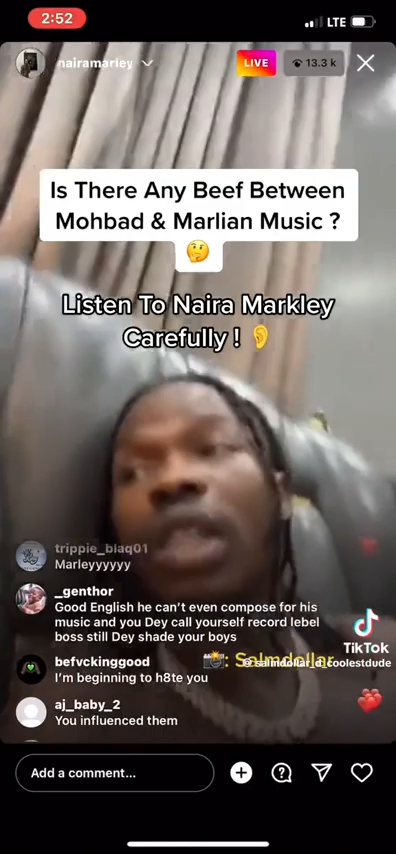 2:52
LTE
nairamarley
LIVE
13.3 k
Is There Any Beef Between
Mohbad & Marlian Music ?
Listen To Naira Markley
Carefully !
trippie_blaq01
Marleyyyyyy
_genthor
Good English he can't even compose for his
music and you Dey call yourself record lebel
boss still Dey shade your boys
befvckinggood
I'm beginning to h8te you
aj_baby_2
You influenced them
TikTok
: Salmdollar
@salmdollar_d_coolestdude
Add a comment...